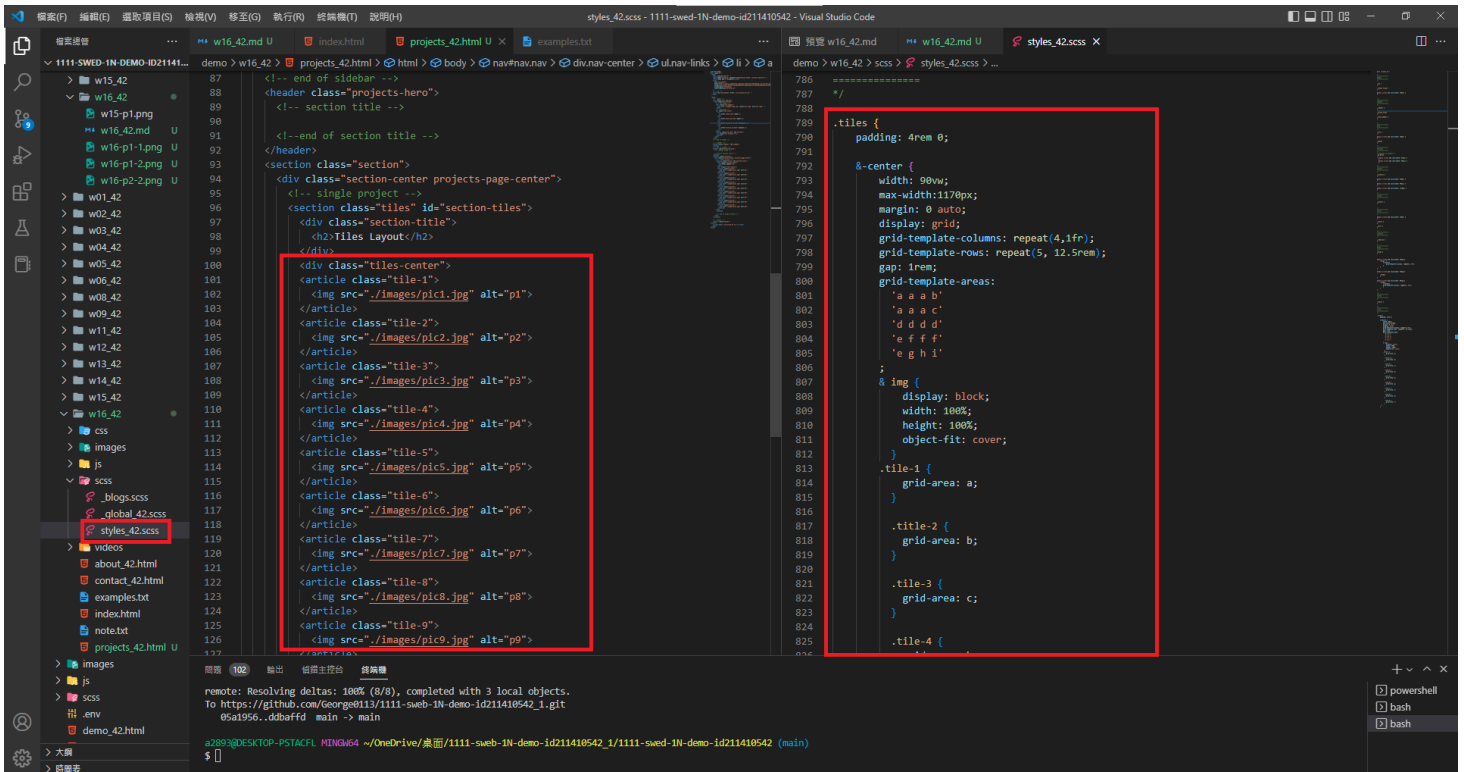 檔案(F) 編輯(E) 選取項目(S) 檢視(V) 移至(G) 執行(R) 終端機(T) 說明(H)
styles_42.scss - 1111-swed-1N-demo-id211410542 - Visual Studio Code
檔案總管 ...
1111-SWED-1N-DEMO-ID21141...
w15_42
w16_42
w15-p1.png
w16_42.md U
w16-p1-1.png U
w16-p1-2.png U
w16-p2-2.png U
w01_42
w02_42
w03_42
w04_42
w05_42
w06_42
w08_42
w09_42
w11_42
w12_42
w13_42
w14_42
w15_42
w16_42
css
images
js
scss
_blogs.scss
_global_42.scss
styles_42.scss
videos
about_42.html
contact_42.html
examples.txt
index.html
note.txt
projects_42.html U
images
js
scss
.env
demo_42.html
大綱
時間表
w16_42.md U index.html projects_42.html U × examples.txt ...
demo > w16_42 > projects_42.html > html > body > nav#nav.nav > div.nav-center > ul.nav-links > li > a
87 <!-- end of sidebar -->
88 <header class="projects-hero">
89 <!-- section title -->
90
91 <!--end of section title -->
92 </header>
93 <section class="section">
94 <div class="section-center projects-page-center">
95 <!-- single project -->
96 <section class="tiles" id="section-tiles">
97 <div class="section-title">
98 <h2>Tiles Layout</h2>
99 </div>
100 <div class="tiles-center">
101 <article class="tile-1">
102 <img src="./images/pic1.jpg" alt="p1">
103 </article>
104 <article class="tile-2">
105 <img src="./images/pic2.jpg" alt="p2">
106 </article>
107 <article class="tile-3">
108 <img src="./images/pic3.jpg" alt="p3">
109 </article>
110 <article class="tile-4">
111 <img src="./images/pic4.jpg" alt="p4">
112 </article>
113 <article class="tile-5">
114 <img src="./images/pic5.jpg" alt="p5">
115 </article>
116 <article class="tile-6">
117 <img src="./images/pic6.jpg" alt="p6">
118 </article>
119 <article class="tile-7">
120 <img src="./images/pic7.jpg" alt="p7">
121 </article>
122 <article class="tile-8">
123 <img src="./images/pic8.jpg" alt="p8">
124 </article>
125 <article class="tile-9">
126 <img src="./images/pic9.jpg" alt="p9">
127 </article>
預覽 w16_42.md w16_42.md U styles_42.scss ×
demo > w16_42 > scss > styles_42.scss > ...
786 ===============
787 */
788
789 .tiles {
790 padding: 4rem 0;
791
792 &-center {
793 width: 90vw;
794 max-width:1170px;
795 margin: 0 auto;
796 display: grid;
797 grid-template-columns: repeat(4,1fr);
798 grid-template-rows: repeat(5, 12.5rem);
799 gap: 1rem;
800 grid-template-areas:
801 'a a a b'
802 'a a a c'
803 'd d d d'
804 'e f f f'
805 'e g h i'
806 ;
807 & img {
808 display: block;
809 width: 100%;
810 height: 100%;
811 object-fit: cover;
812 }
813 .tile-1 {
814 grid-area: a;
815 }
816
817 .title-2 {
818 grid-area: b;
819 }
820
821 .tile-3 {
822 grid-area: c;
823 }
824
825 .tile-4 {
問題 102 輸出 偵錯主控台 終端機
remote: Resolving deltas: 100% (8/8), completed with 3 local objects.
To https://github.com/George0113/1111-sweb-1N-demo-id211410542_1.git
05a1956..ddbaffd main -> main
a2893@DESKTOP-PSTACFL MINGW64 ~/OneDrive/桌面/1111-sweb-1N-demo-id211410542_1/1111-swed-1N-demo-id211410542 (main)
$
powershell
bash
bash